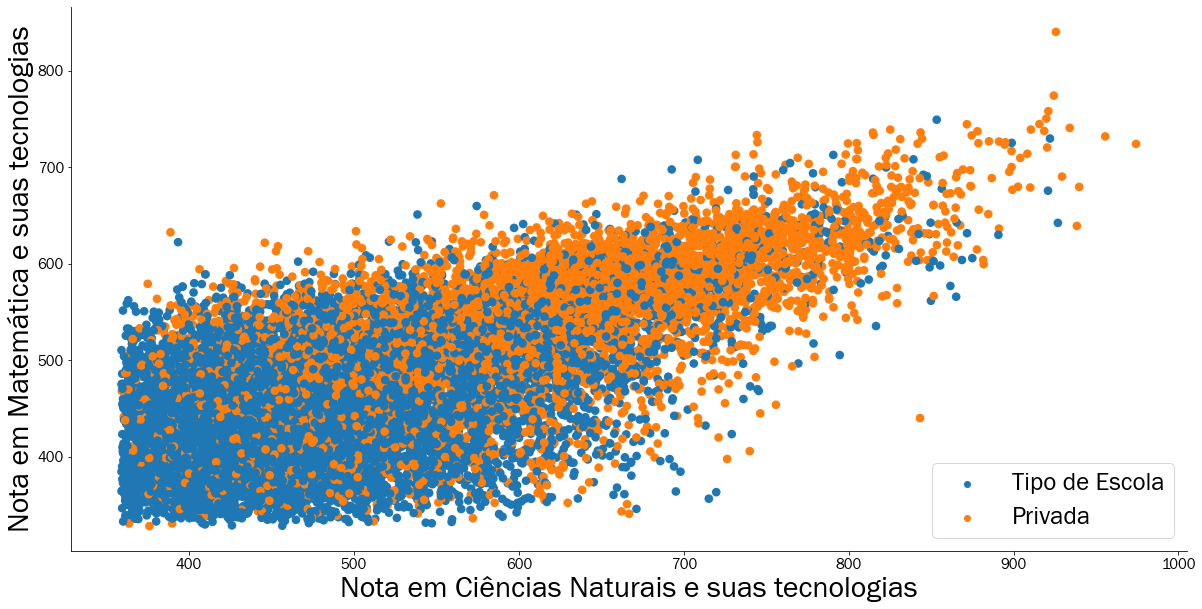 Nota em Matemática e suas tecnologias
800
700
600
500
400
400 500 600 700 800 900 1000
Nota em Ciências Naturais e suas tecnologias
Tipo de Escola
Privada